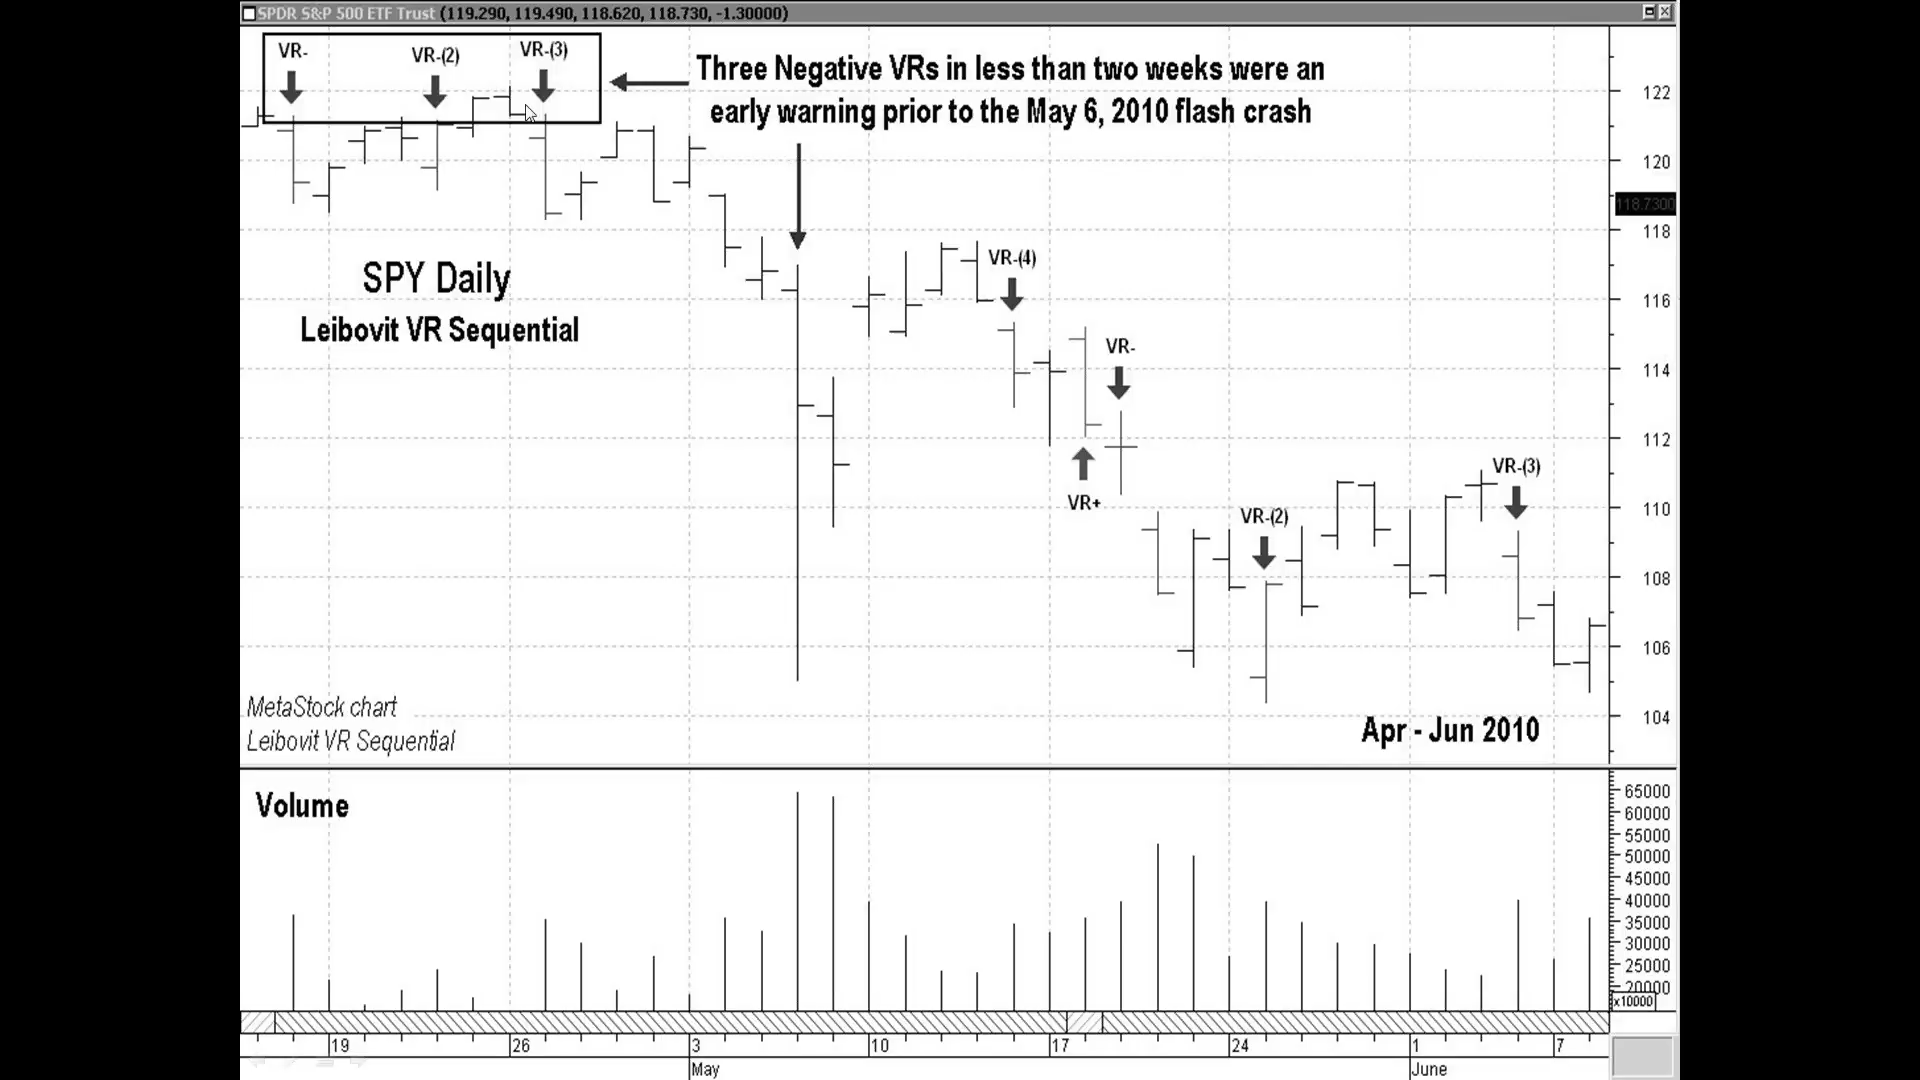 SPDR S&P 500 ETF Trust (119.290, 119.490, 118.620, 118.730, -1.30000)
VR-
VR-(2)
VR-(3)
Three Negative VRs in less than two weeks were an
early warning prior to the May 6, 2010 flash crash
122
120
118.7300
118
116
114
112
110
108
106
104
SPY Daily
Leibovit VR Sequential
VR-(4)
VR-
VR+
VR-(2)
VR-(3)
MetaStock chart
Leibovit VR Sequential
Apr - Jun 2010
Volume
65000
60000
55000
50000
45000
40000
35000
30000
25000
20000
x10000
19
26
3
10
17
24
1
7
May
June